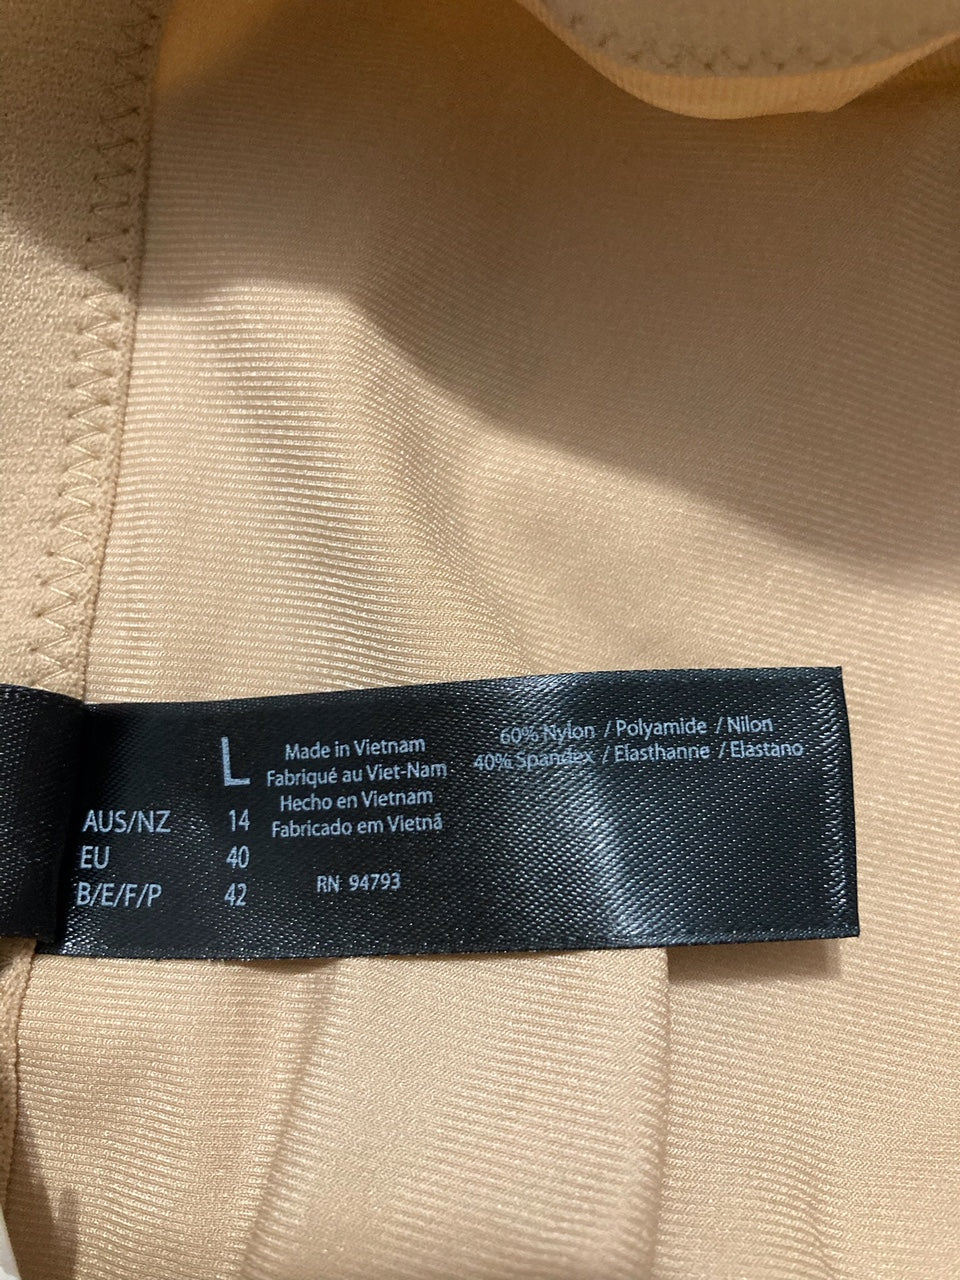 L
AUS/NZ 14
EU 40
B/E/F/P 42
Made in Vietnam
Fabriqué au Viet-Nam
Hecho en Vietnam
Fabricado em Vietnã
RN 94793
60% Nylon / Polyamide / Nilon
40% Spandex / Elasthanne / Elastano